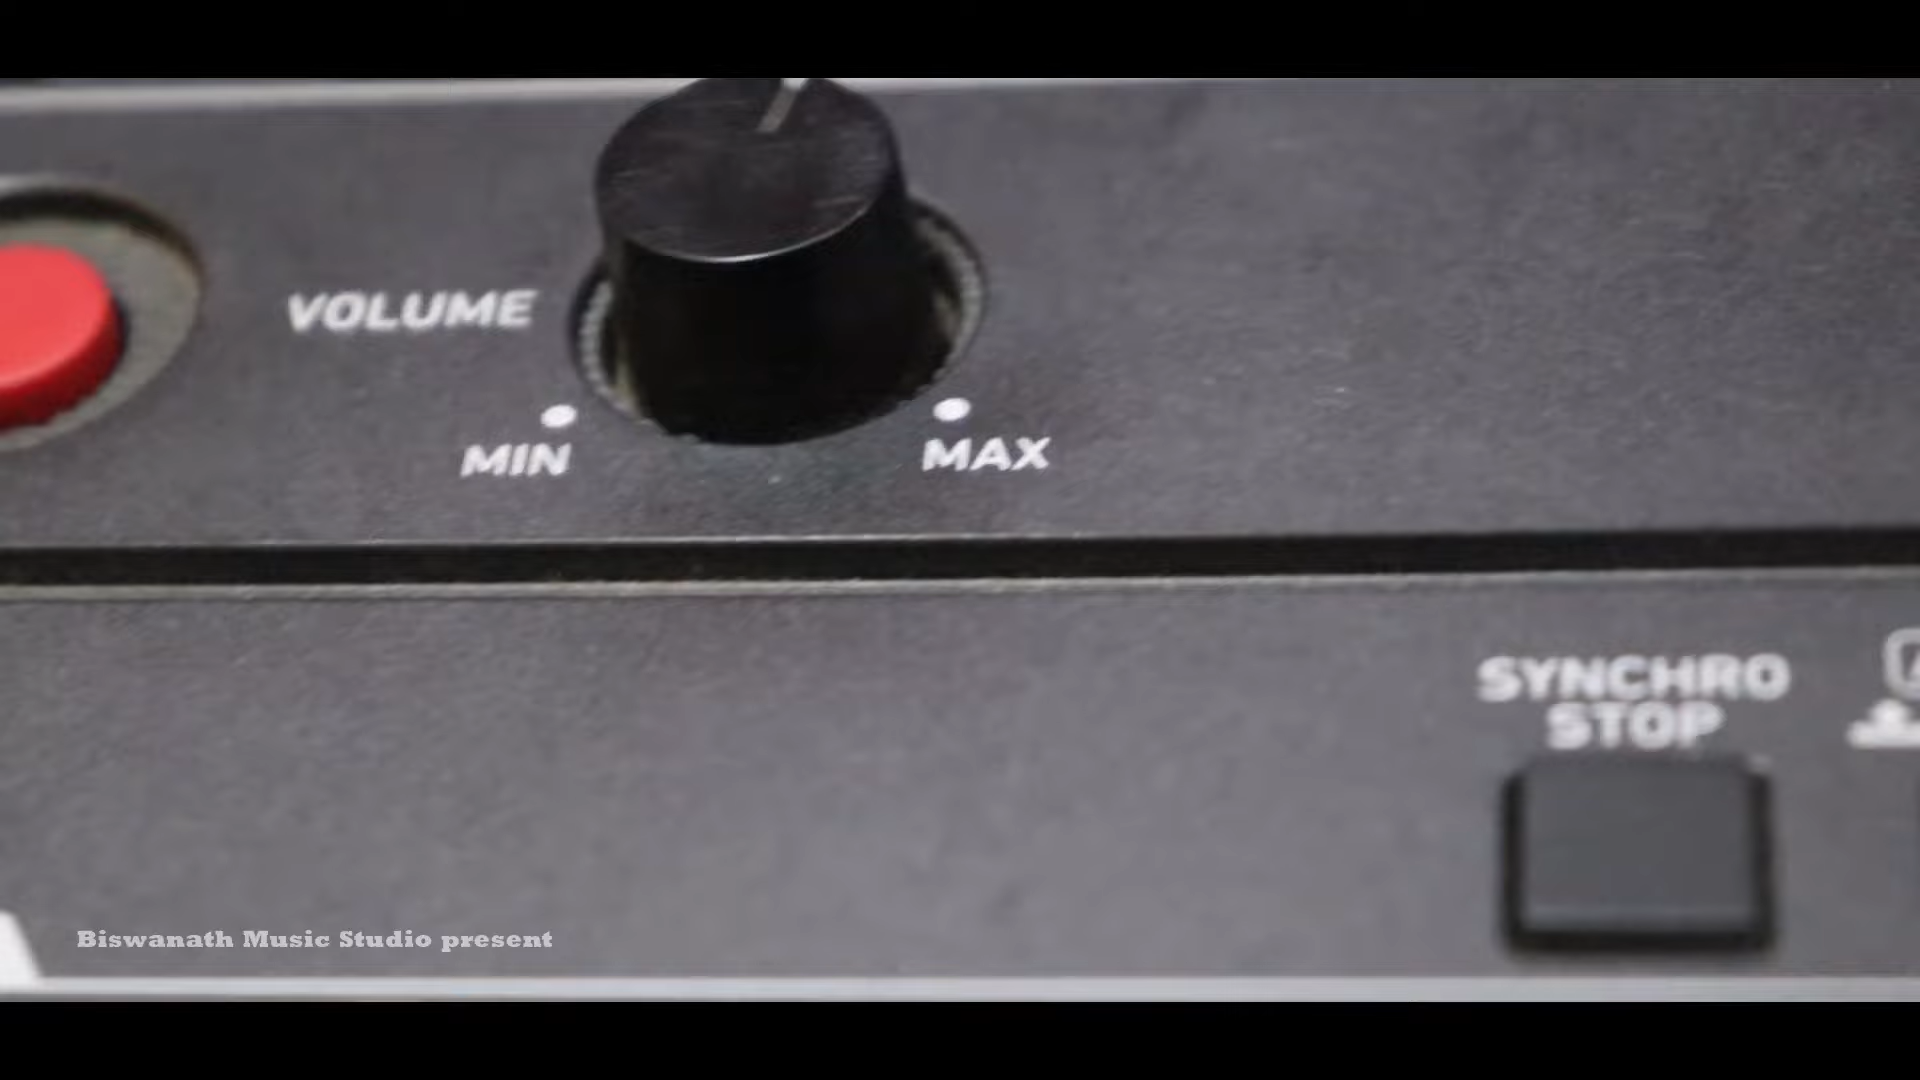 VOLUME
MIN
MAX
SYNCHRO
STOP
Biswanath Music Studio present